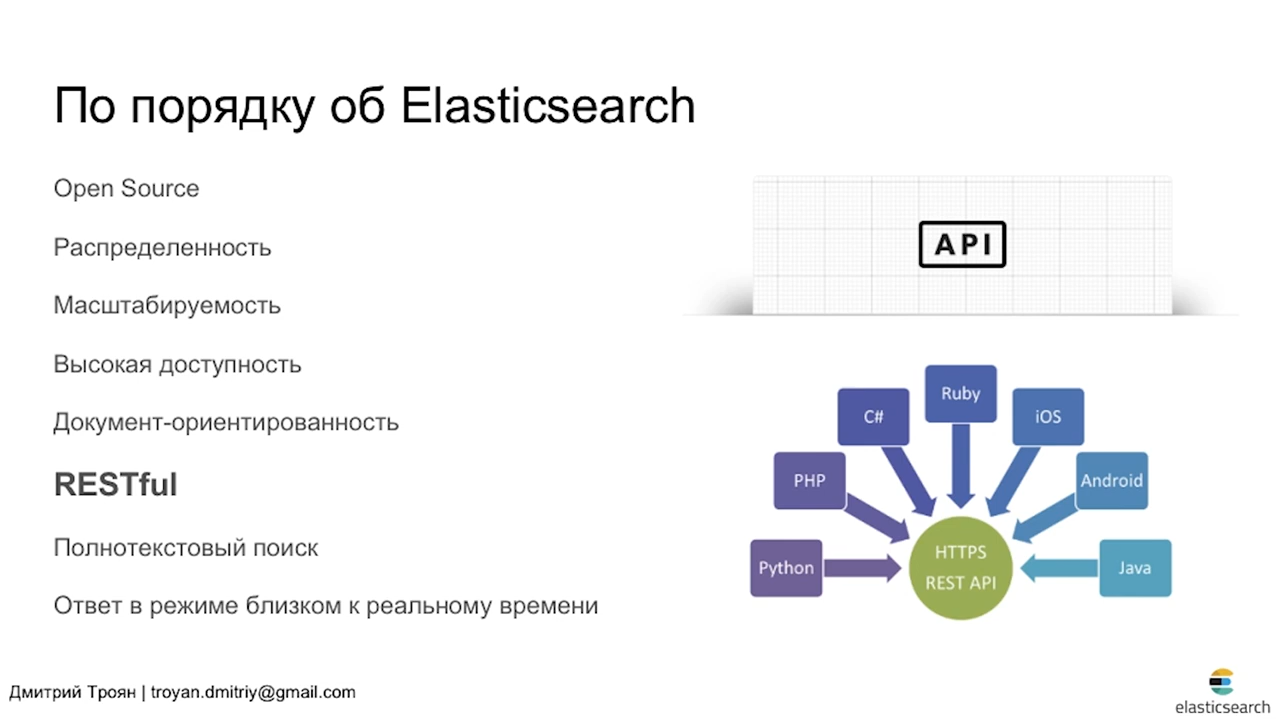 По порядку об Elasticsearch
Open Source
Распределенность
Масштабируемость
Высокая доступность
Документ-ориентированность
RESTful
Полнотекстовый поиск
Ответ в режиме близком к реальному времени
API
Ruby
C#
iOS
PHP
Android
Python
HTTPS
REST API
Java
Дмитрий Троян | troyan.dmitriy@gmail.com
elasticsearch